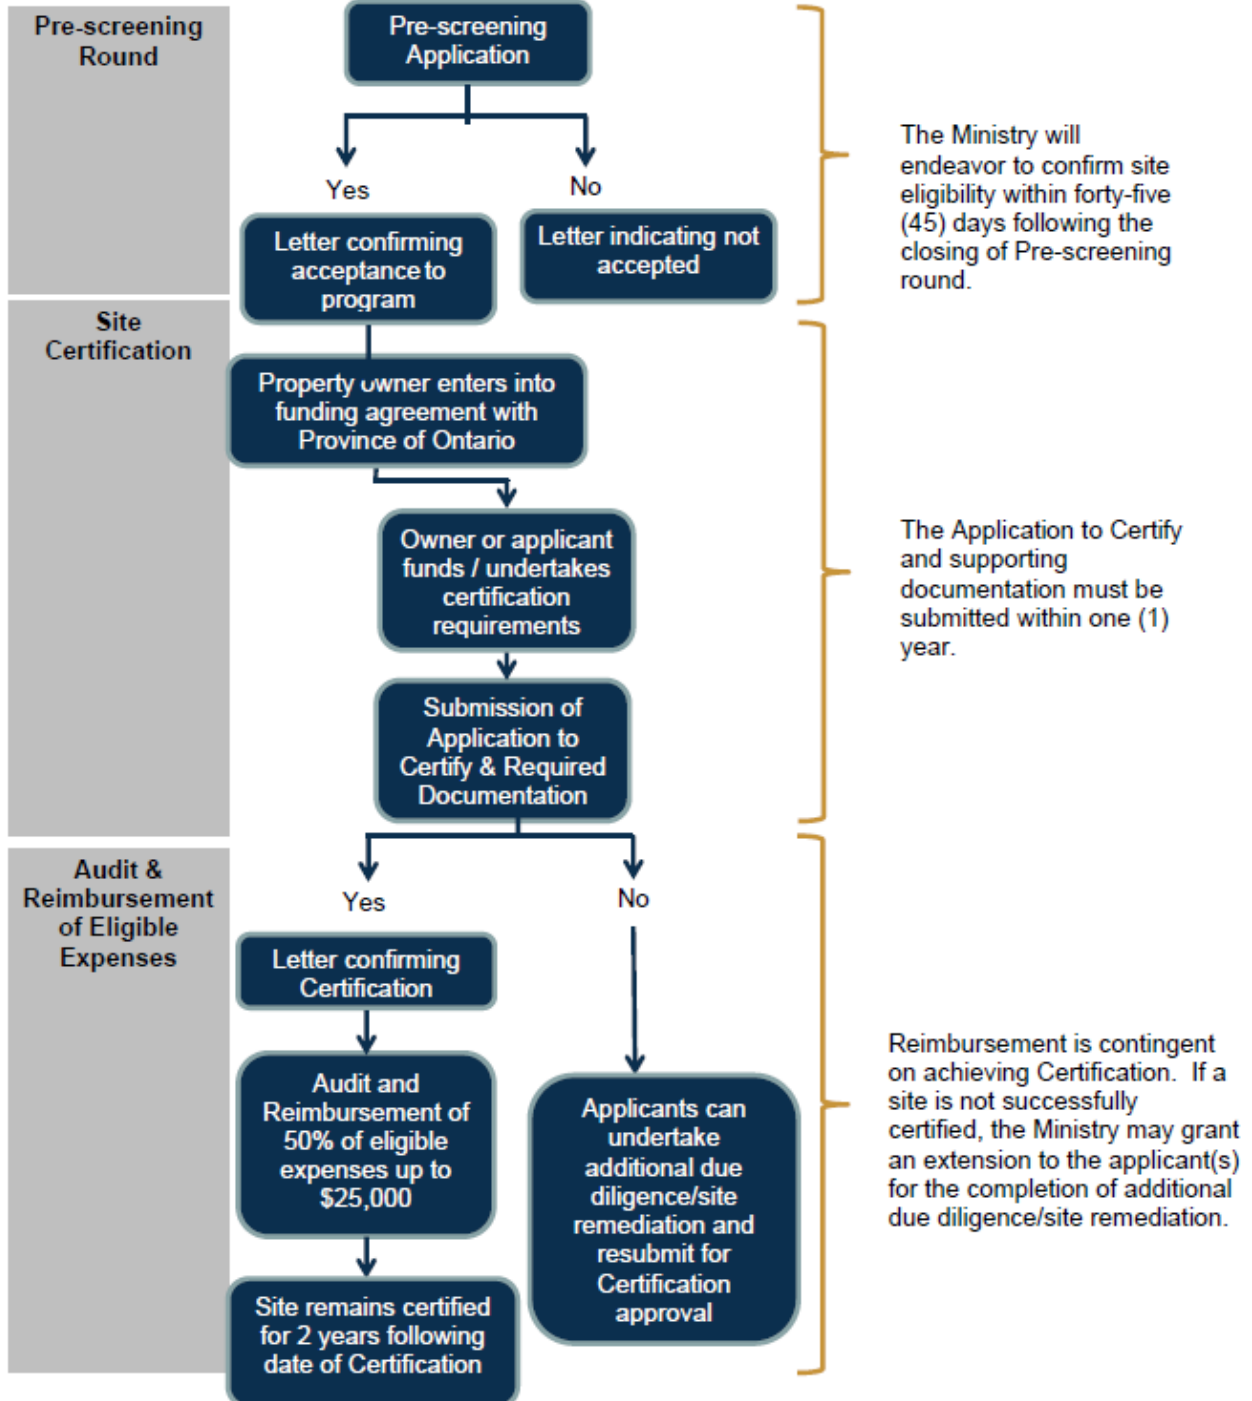 Pre-screening
Round
Pre-screening
Application
Yes
No
Letter confirming
acceptance to
program
Letter indicating not
accepted
The Ministry will
endeavor to confirm site
eligibility within forty-five
(45) days following the
closing of Pre-screening
round.
Site
Certification
Property owner enters into
funding agreement with
Province of Ontario
Owner or applicant
funds / undertakes
certification
requirements
Submission of
Application to
Certify & Required
Documentation
The Application to Certify
and supporting
documentation must be
submitted within one (1)
year.
Audit &
Reimbursement
of Eligible
Expenses
Yes
No
Letter confirming
Certification
Audit and
Reimbursement of
50% of eligible
expenses up to
$25,000
Site remains certified
for 2 years following
date of Certification
Applicants can
undertake
additional due
diligence/site
remediation and
resubmit for
Certification
approval
Reimbursement is contingent
on achieving Certification.  If a
site is not successfully
certified, the Ministry may grant
an extension to the applicant(s)
for the completion of additional
due diligence/site remediation.